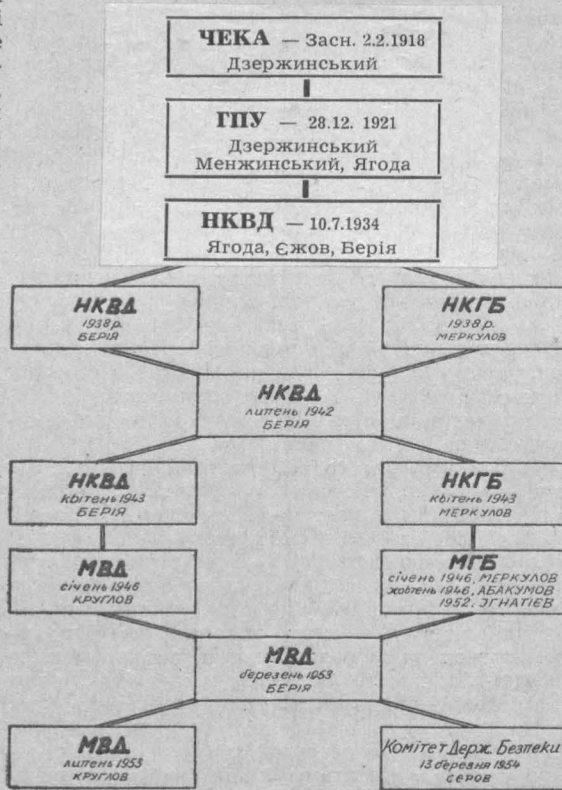 ЧЕКА — Засн. 2.2.1918
Дзержинський
ГПУ — 28.12. 1921
Дзержинський
Менжинський, Ягода
НКВД — 10.7.1934
Ягода, Єжов, Берія
НКВД
1938 р.
БЕРІЯ
НКГБ
1938 р.
МЕРКУЛОВ
НКВД
липень 1942
БЕРІЯ
НКВД
квітень 1943
БЕРІЯ
НКГБ
квітень 1943
МЕРКУЛОВ
МВД
січень 1946
КРУГЛОВ
МГБ
січень 1946, МЕРКУЛОВ
жовтень 1946, АБАКУМОВ
1952, ІГНАТІЄВ
МВД
березень 1953
БЕРІЯ
МВД
липень 1953
КРУГЛОВ
Комітет Держ. Безпеки
13 березня 1954
СЕРОВ